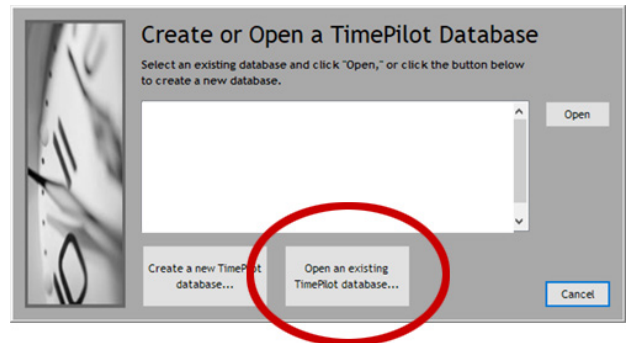 Create or Open a TimePilot Database
Select an existing database and click "Open," or click the button below
to create a new database.
Open
Create a new TimePilot
database...
Open an existing
TimePilot database...
Cancel